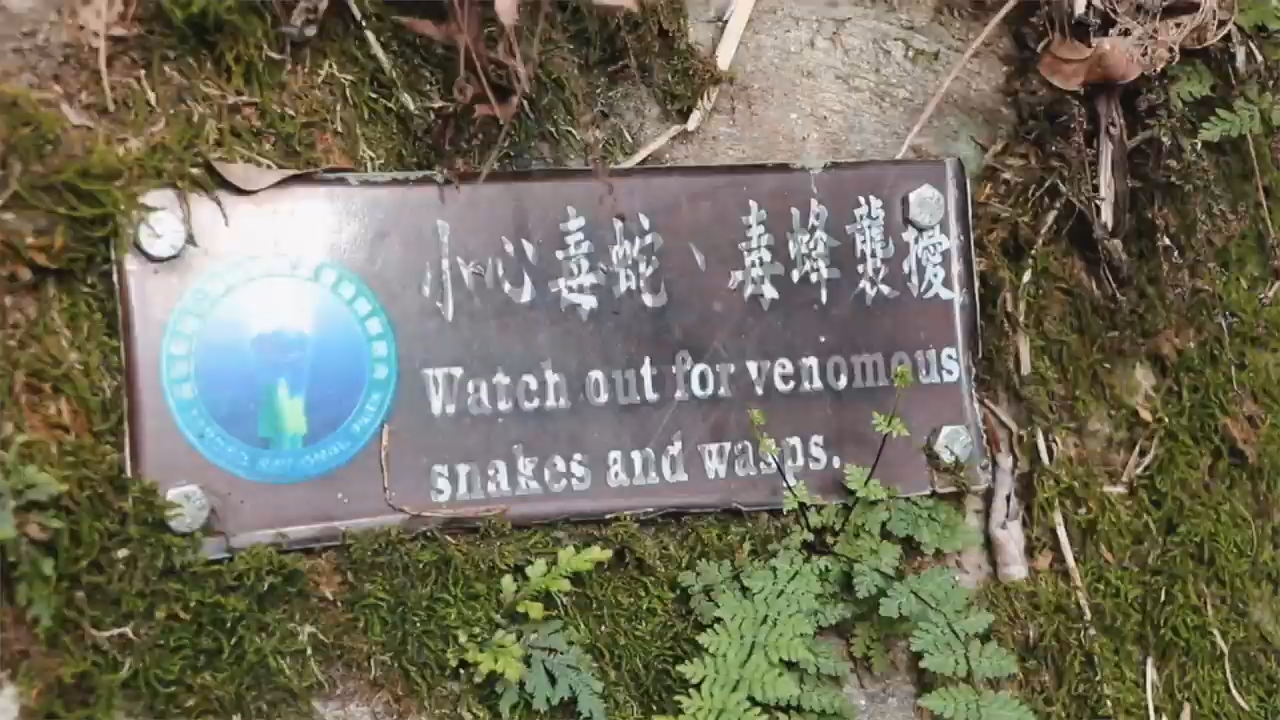 小心毒蛇、毒蜂襲擾
Watch out for venomous
snakes and wasps.